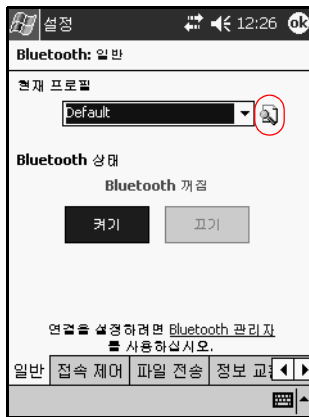 설정 12:26 ok
Bluetooth: 일반
현재 프로필
Default
Bluetooth 상태
Bluetooth 꺼짐
켜기 끄기
연결을 설정하려면 Bluetooth 관리자
를 사용하십시오.
일반 접속 제어 파일 전송 정보 교